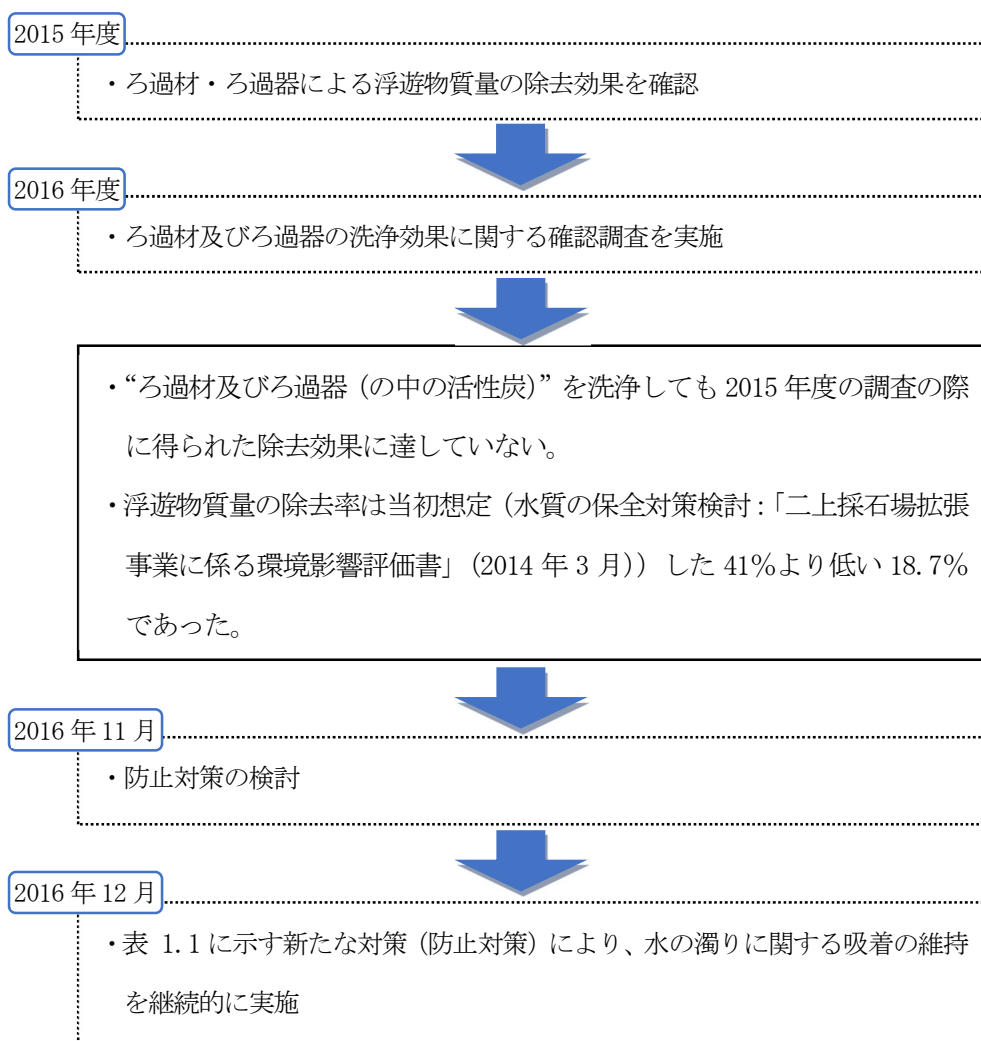 2015 年度
・ろ過材・ろ過器による浮遊物質量の除去効果を確認
2016 年度
・ろ過材及びろ過器の洗浄効果に関する確認調査を実施
・“ろ過材及びろ過器（の中の活性炭）”を洗浄しても 2015 年度の調査の際
に得られた除去効果に達していない。
・浮遊物質量の除去率は当初想定（水質の保全対策検討：「二上採石場拡張
事業に係る環境影響評価書」（2014 年 3 月））した 41％より低い 18.7％
であった。
2016 年 11 月
・防止対策の検討
2016 年 12 月
・表 1.1 に示す新たな対策（防止対策）により、水の濁りに関する吸着の維持
を継続的に実施